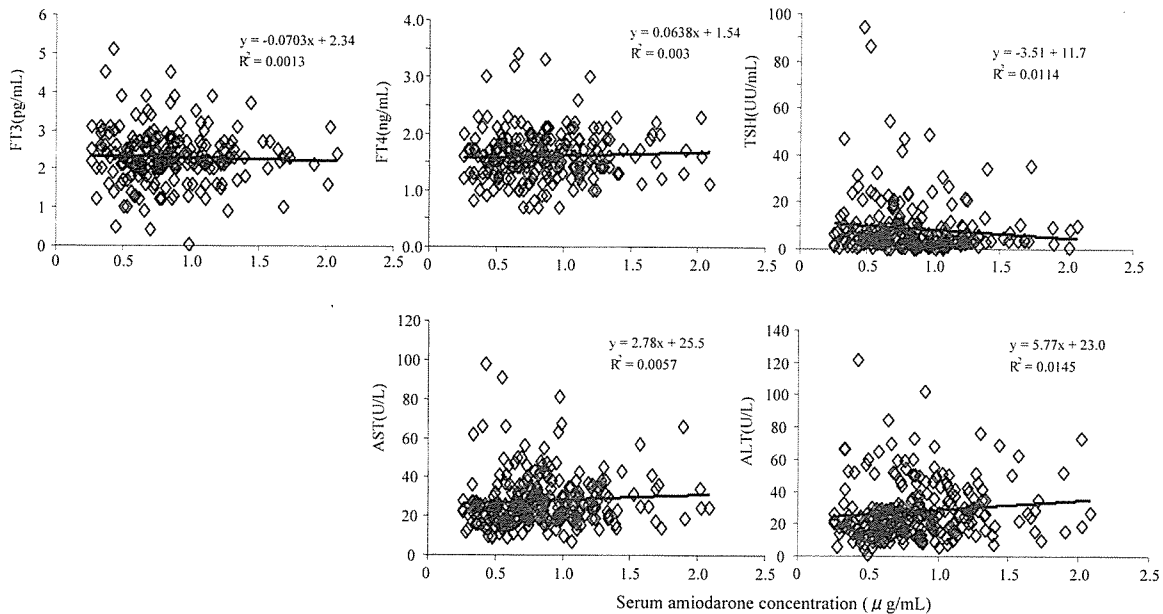 y = -0.0703x + 2.34
R² = 0.0013
FT3(pg/mL)
6
5
4
3
2
1
0
0 0.5 1.0 1.5 2.0 2.5
y = 0.0638x + 1.54
R² = 0.003
FT4(ng/mL)
4.0
3.0
2.0
1.0
0.0
0 0.5 1.0 1.5 2.0 2.5
y = -3.51 + 11.7
R² = 0.0114
TSH(UU/mL)
100
80
60
40
20
0
0 0.5 1.0 1.5 2.0 2.5
y = 2.78x + 25.5
R² = 0.0057
AST(U/L)
120
100
80
60
40
20
0
0 0.5 1.0 1.5 2.0 2.5
y = 5.77x + 23.0
R² = 0.0145
ALT(U/L)
140
120
100
80
60
40
20
0
0 0.5 1.0 1.5 2.0 2.5
Serum amiodarone concentration ( μ g/mL)